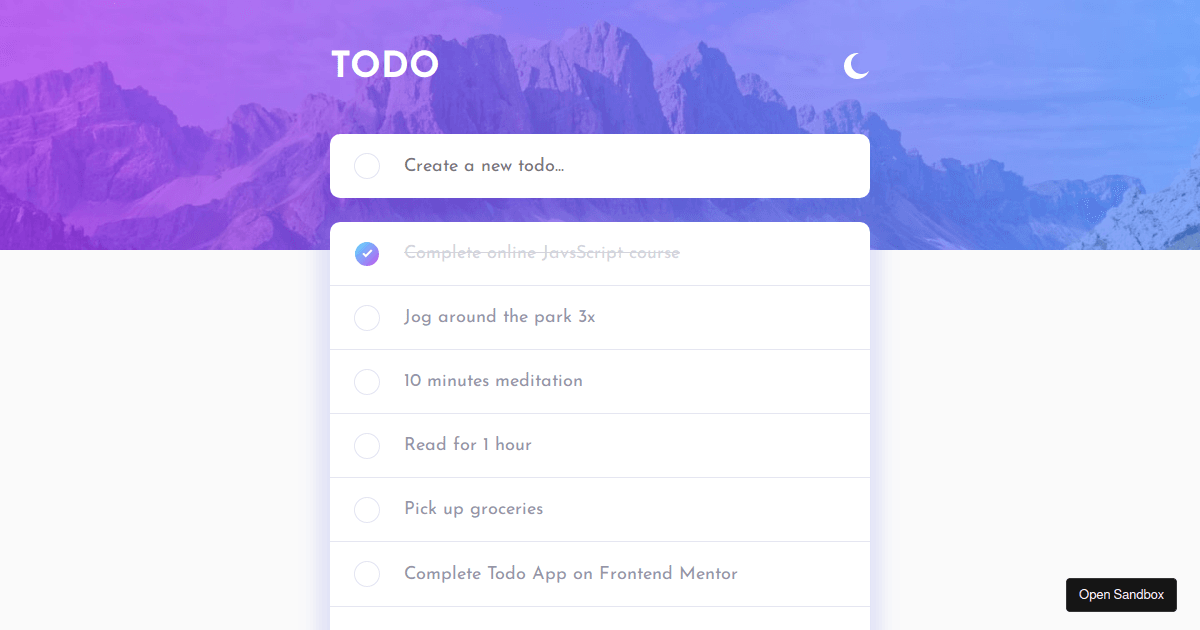 TODO
Create a new todo...
Complete online JavsScript course
Jog around the park 3x
10 minutes meditation
Read for 1 hour
Pick up groceries
Complete Todo App on Frontend Mentor
Open Sandbox